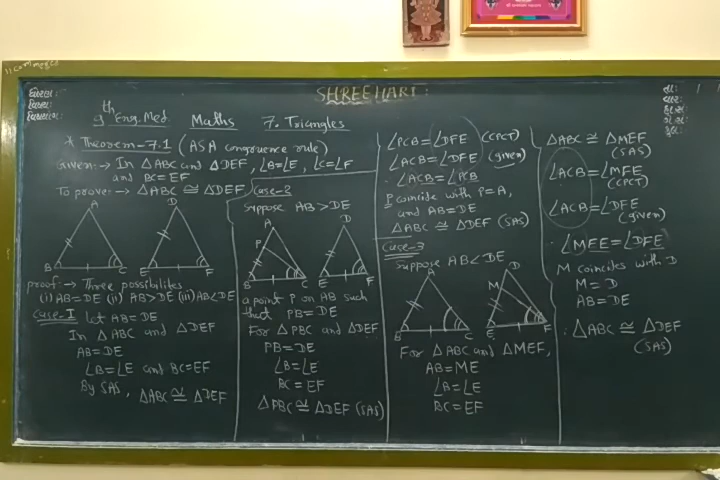 SHREEHARI:
9th Eng. Med. Maths 7. Triangles
* Theorem-7.1 (ASA congruence rule)
Given:→ In △ABC and △DEF, ∠B=∠E, ∠C=∠F
and BC=EF
To prove:→ △ABC ≅ △DEF
A
D
B C E F
proof:→ Three possibilites
(i) AB=DE (ii) AB>DE (iii) AB<DE
Case-I let AB=DE
In △ABC and △DEF
AB=DE
∠B=∠E and BC=EF
By SAS, △ABC ≅ △DEF
Case-2
Suppose AB>DE
A
D
P
B C E F
a point P on AB such
that PB=DE
For △PBC and △DEF
PB=DE
∠B=∠E
BC=EF
△PBC ≅ △DEF (SAS)
∠PCB=∠DFE (CPCT)
∠ACB=∠DFE (given)
∴ ∠ACB=∠PCB
P coincide with P=A,
and AB=DE
△ABC ≅ △DEF (SAS)
Case-3
Suppose AB<DE
A
D
M
B C E F
For △ABC and △MEF,
AB=ME
∠B=∠E
BC=EF
△ABC ≅ △MEF
(SAS)
∠ACB=∠MFE
(CPCT)
∠ACB=∠DFE
(given)
∠MFE=∠DFE
M coincides with D
M=D
AB=DE
∴ △ABC ≅ △DEF
(SAS)